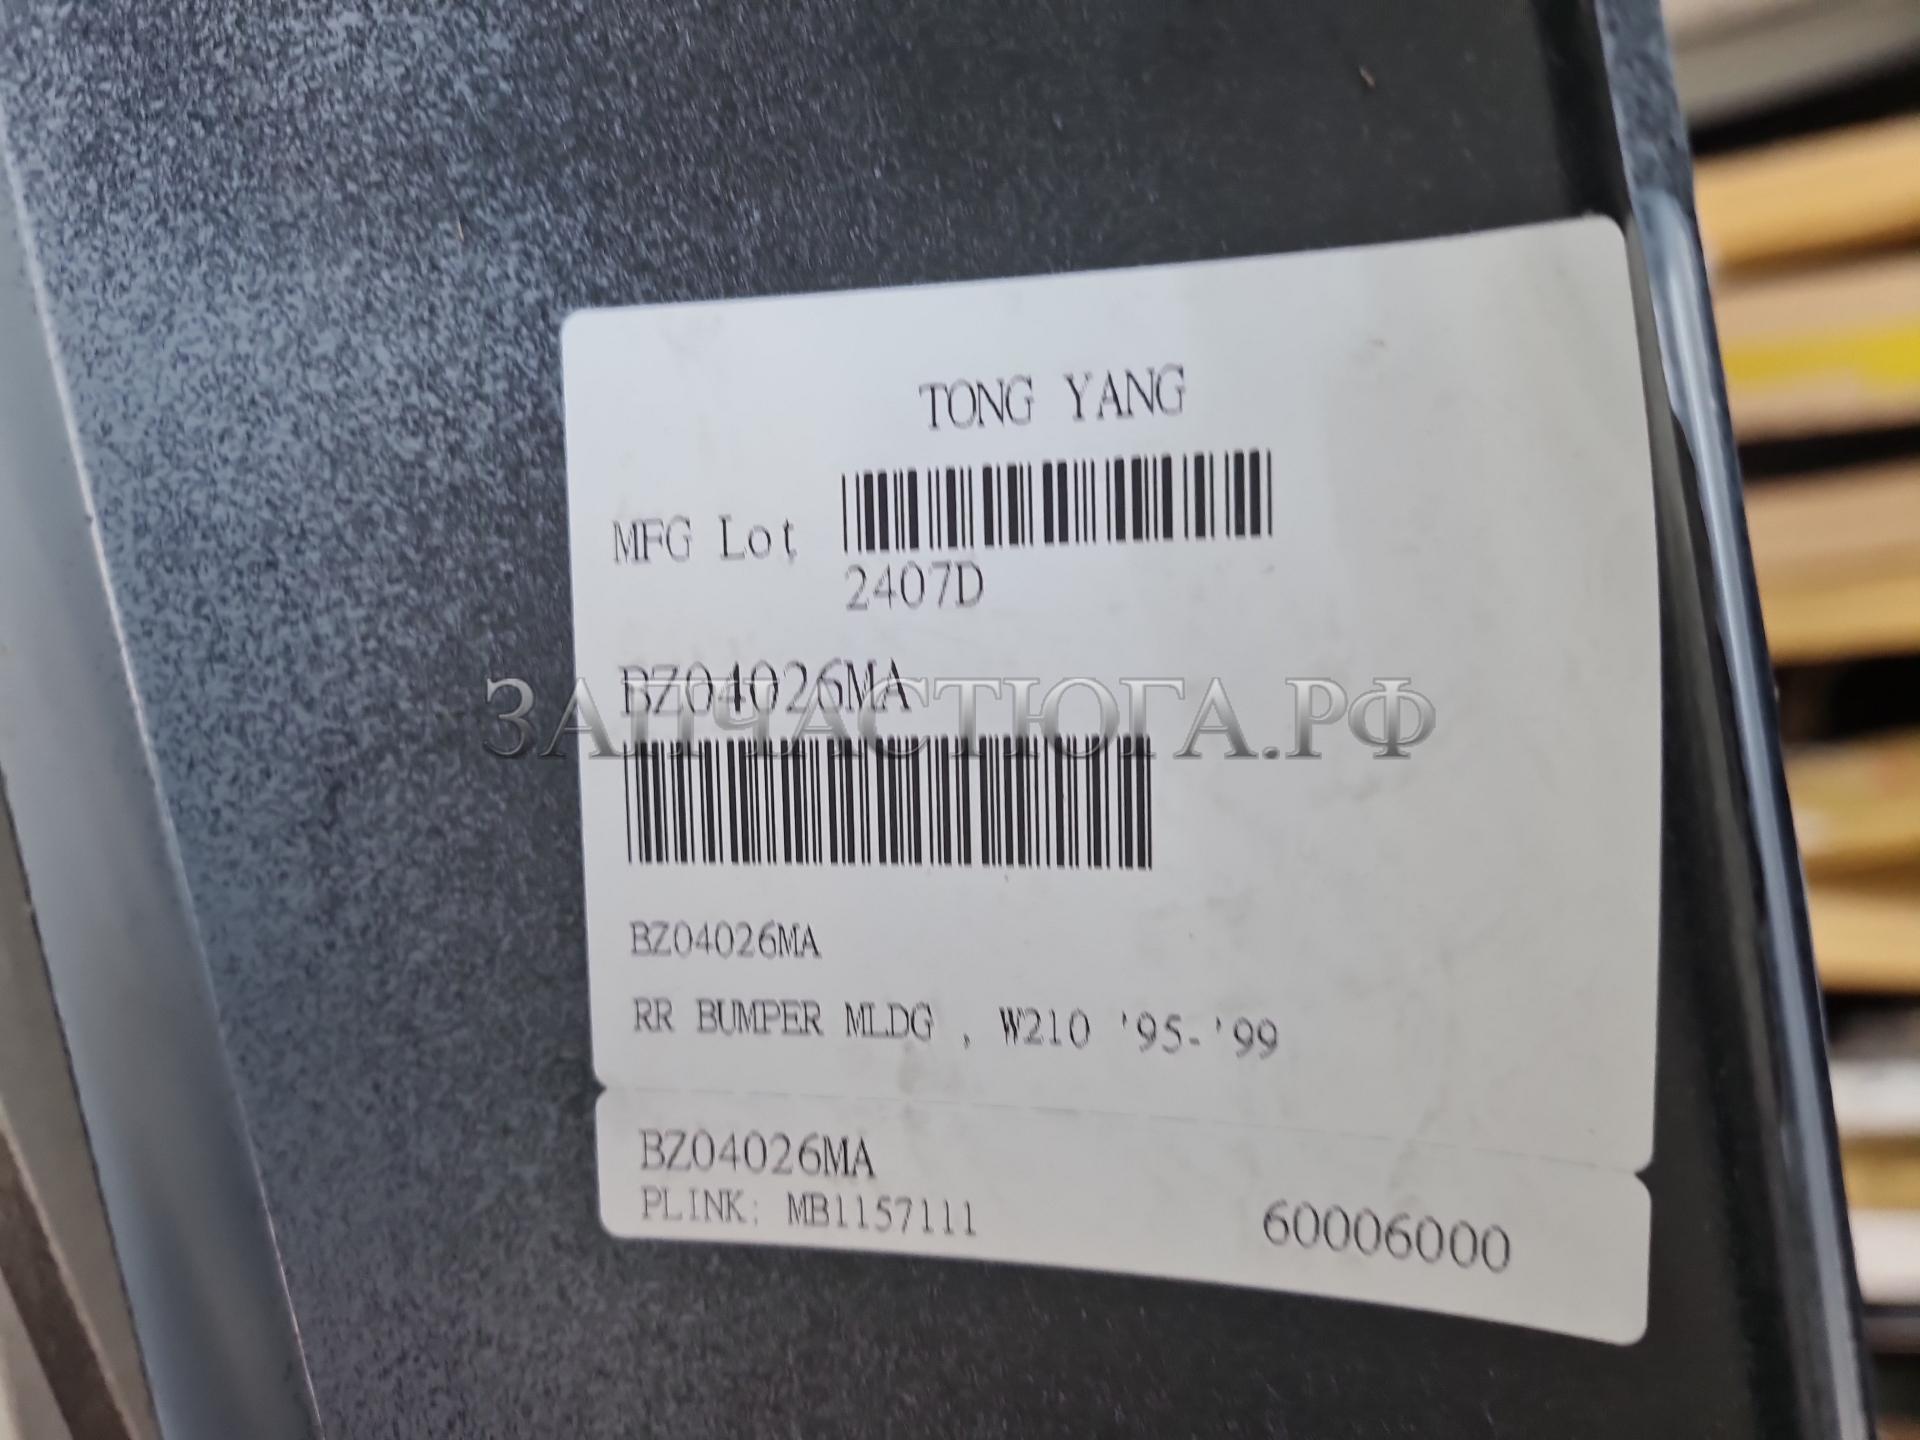 TONG YANG
MFG Lot
2407D
BZ04026MA
ЗАПЧАСТЮГА.РФ
BZ04026MA
RR BUMPER MLDG , W210 '95-'99
BZ04026MA
PLINK: MB1157111
60006000